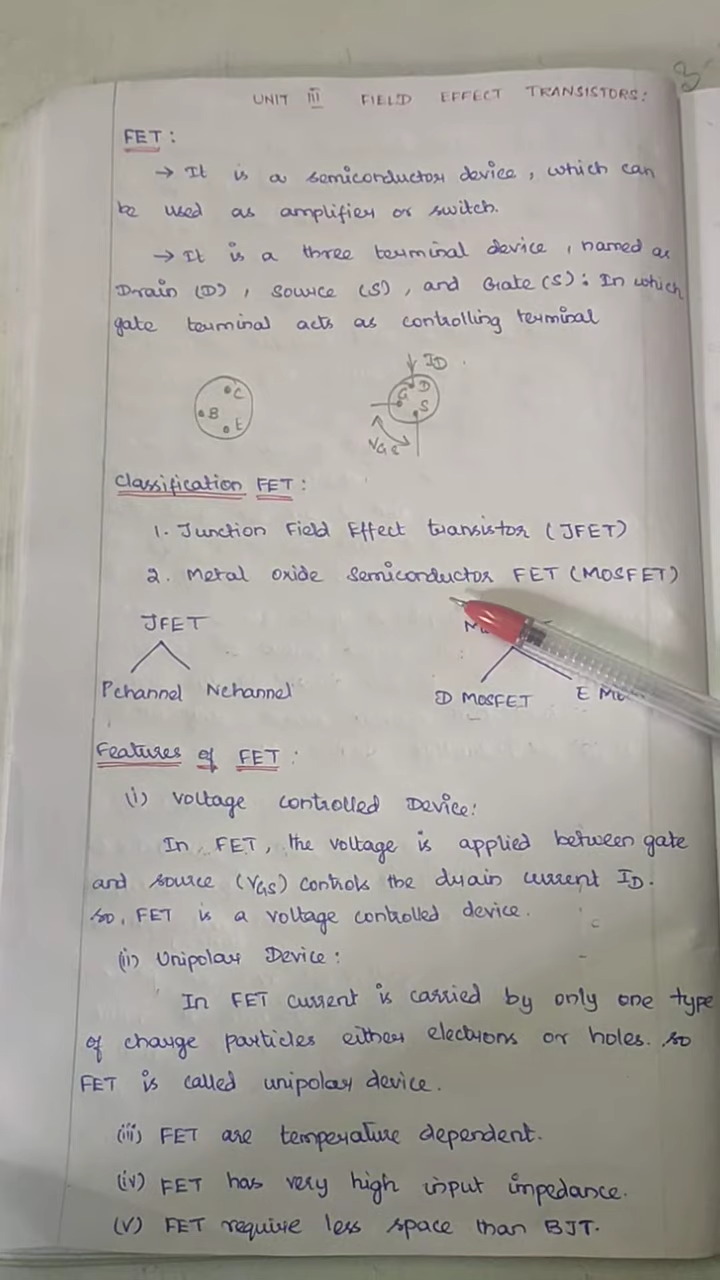 3
UNIT III FIELD EFFECT TRANSISTORS:
FET:
→ It is a semiconductor device, which can
be used as amplifier or switch.
→ It is a three terminal device, named as
Drain (D), Source (S), and Gate (S): In which
gate terminal acts as controlling terminal
C
B
E
ID
D
G
S
VGS
Classification FET:
1. Junction Field Effect transistor (JFET)
2. Metal Oxide Semiconductor FET (MOSFET)
JFET
Pchannel Nchannel
D MOSFET E
Features of FET:
(i) Voltage controlled Device:
In, FET, the voltage is applied between gate
and source (VGS) controls the drain current ID.
so, FET is a voltage controlled device.
(ii) Unipolar Device:
In FET current is carried by only one type
of charge particles either electrons or holes. so
FET is called unipolar device.
(iii) FET are temperature dependent.
(iv) FET has very high input impedance.
(V) FET require less space than BJT.